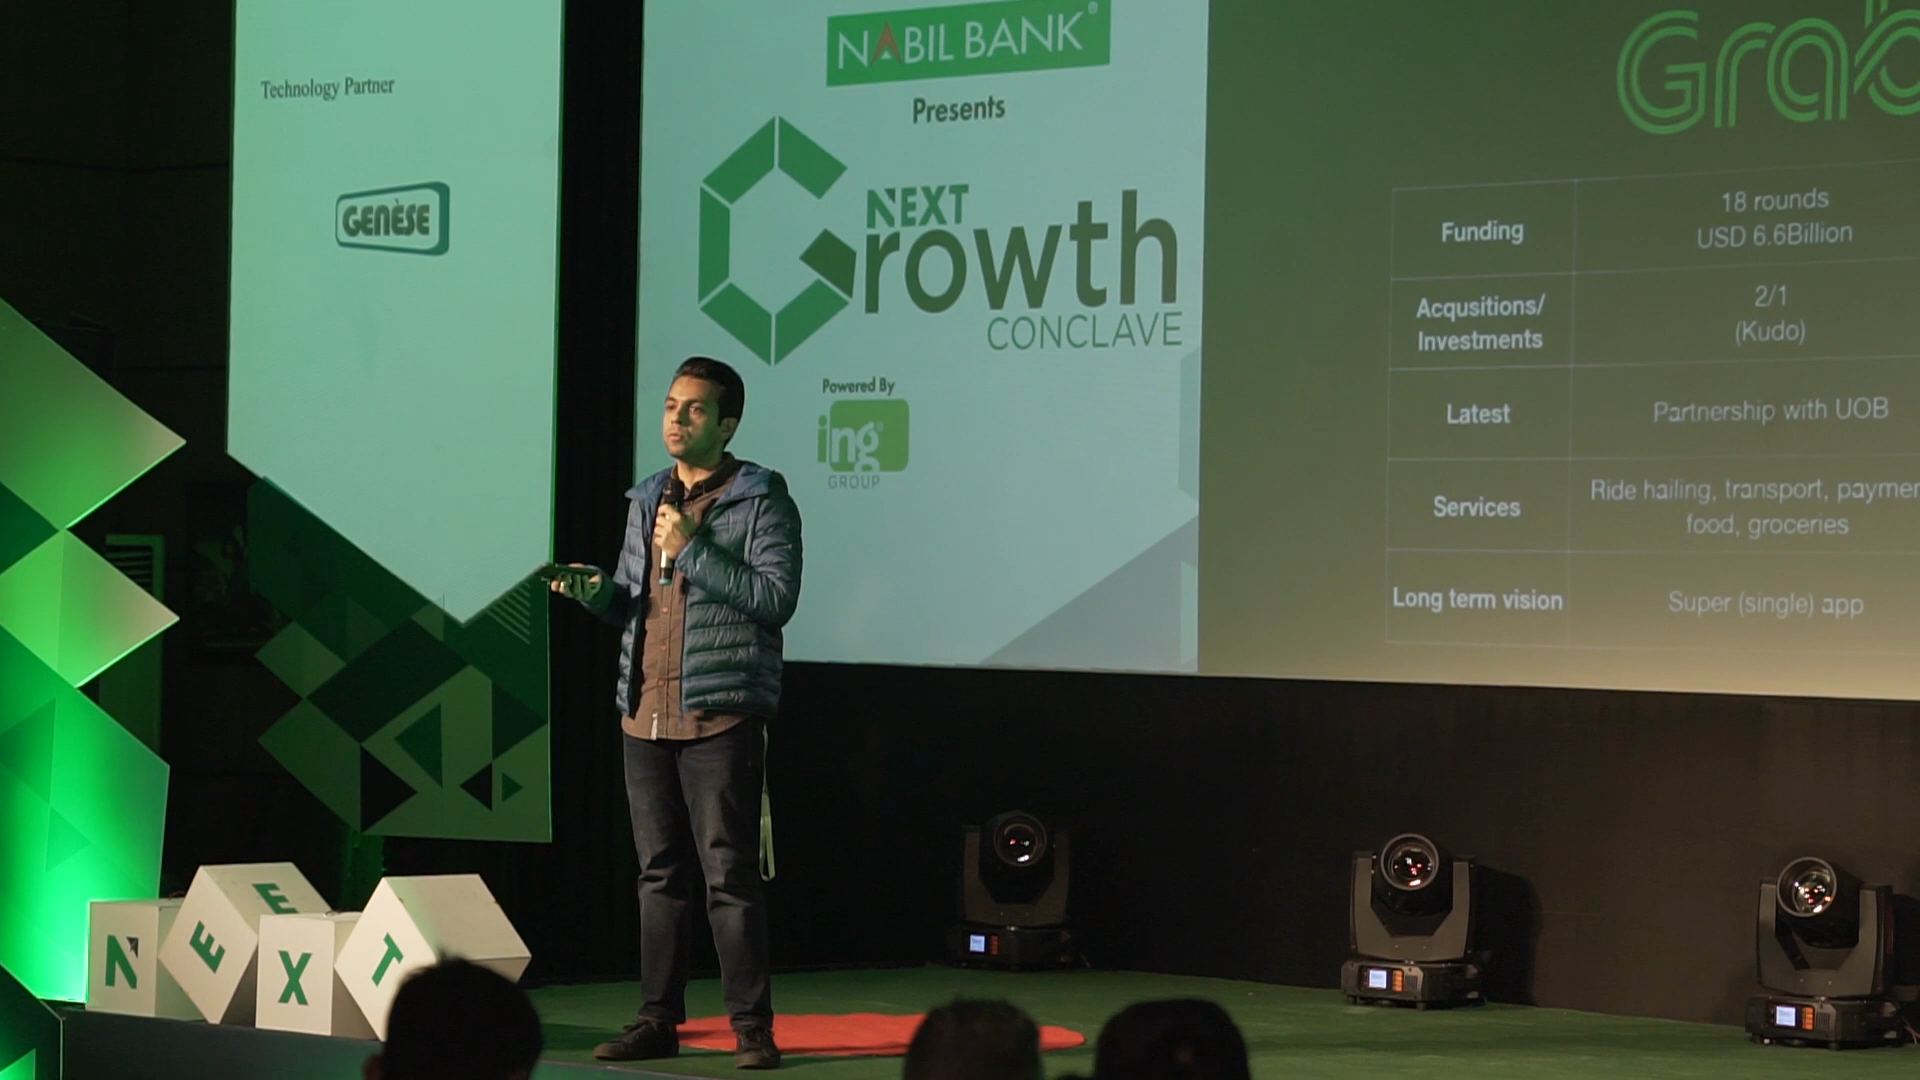 Technology Partner
GENÈSE
NABIL BANK®
Presents
NEXT
Growth
CONCLAVE
Powered By
ing®
GROUP
Grab
Funding
18 rounds
USD 6.6Billion
Acqusitions/
Investments
2/1
(Kudo)
Latest
Partnership with UOB
Services
Ride hailing, transport, paymen
food, groceries
Long term vision
Super (single) app
N
E
E
X
T